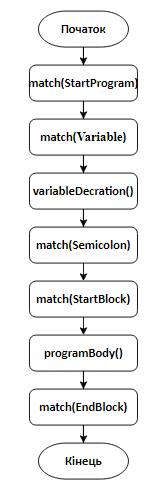 Початок
match(StartProgram)
match(Variable)
variableDecration()
match(Semicolon)
match(StartBlock)
programBody()
match(EndBlock)
Кінець